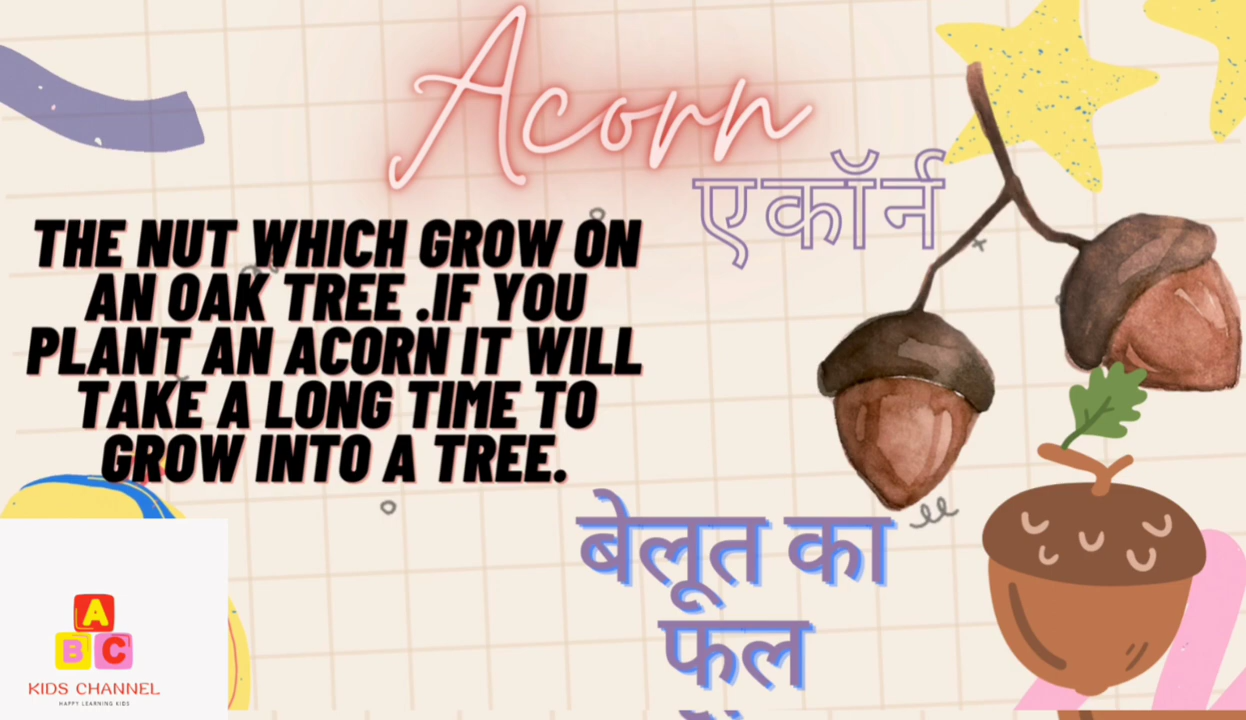 Acorn
एकॉर्न
THE NUT WHICH GROW ON
AN OAK TREE .IF YOU
PLANT AN ACORN IT WILL
TAKE A LONG TIME TO
GROW INTO A TREE.
बेलूत का
फल
A
B C
KIDS CHANNEL
HAPPY LEARNING KIDS